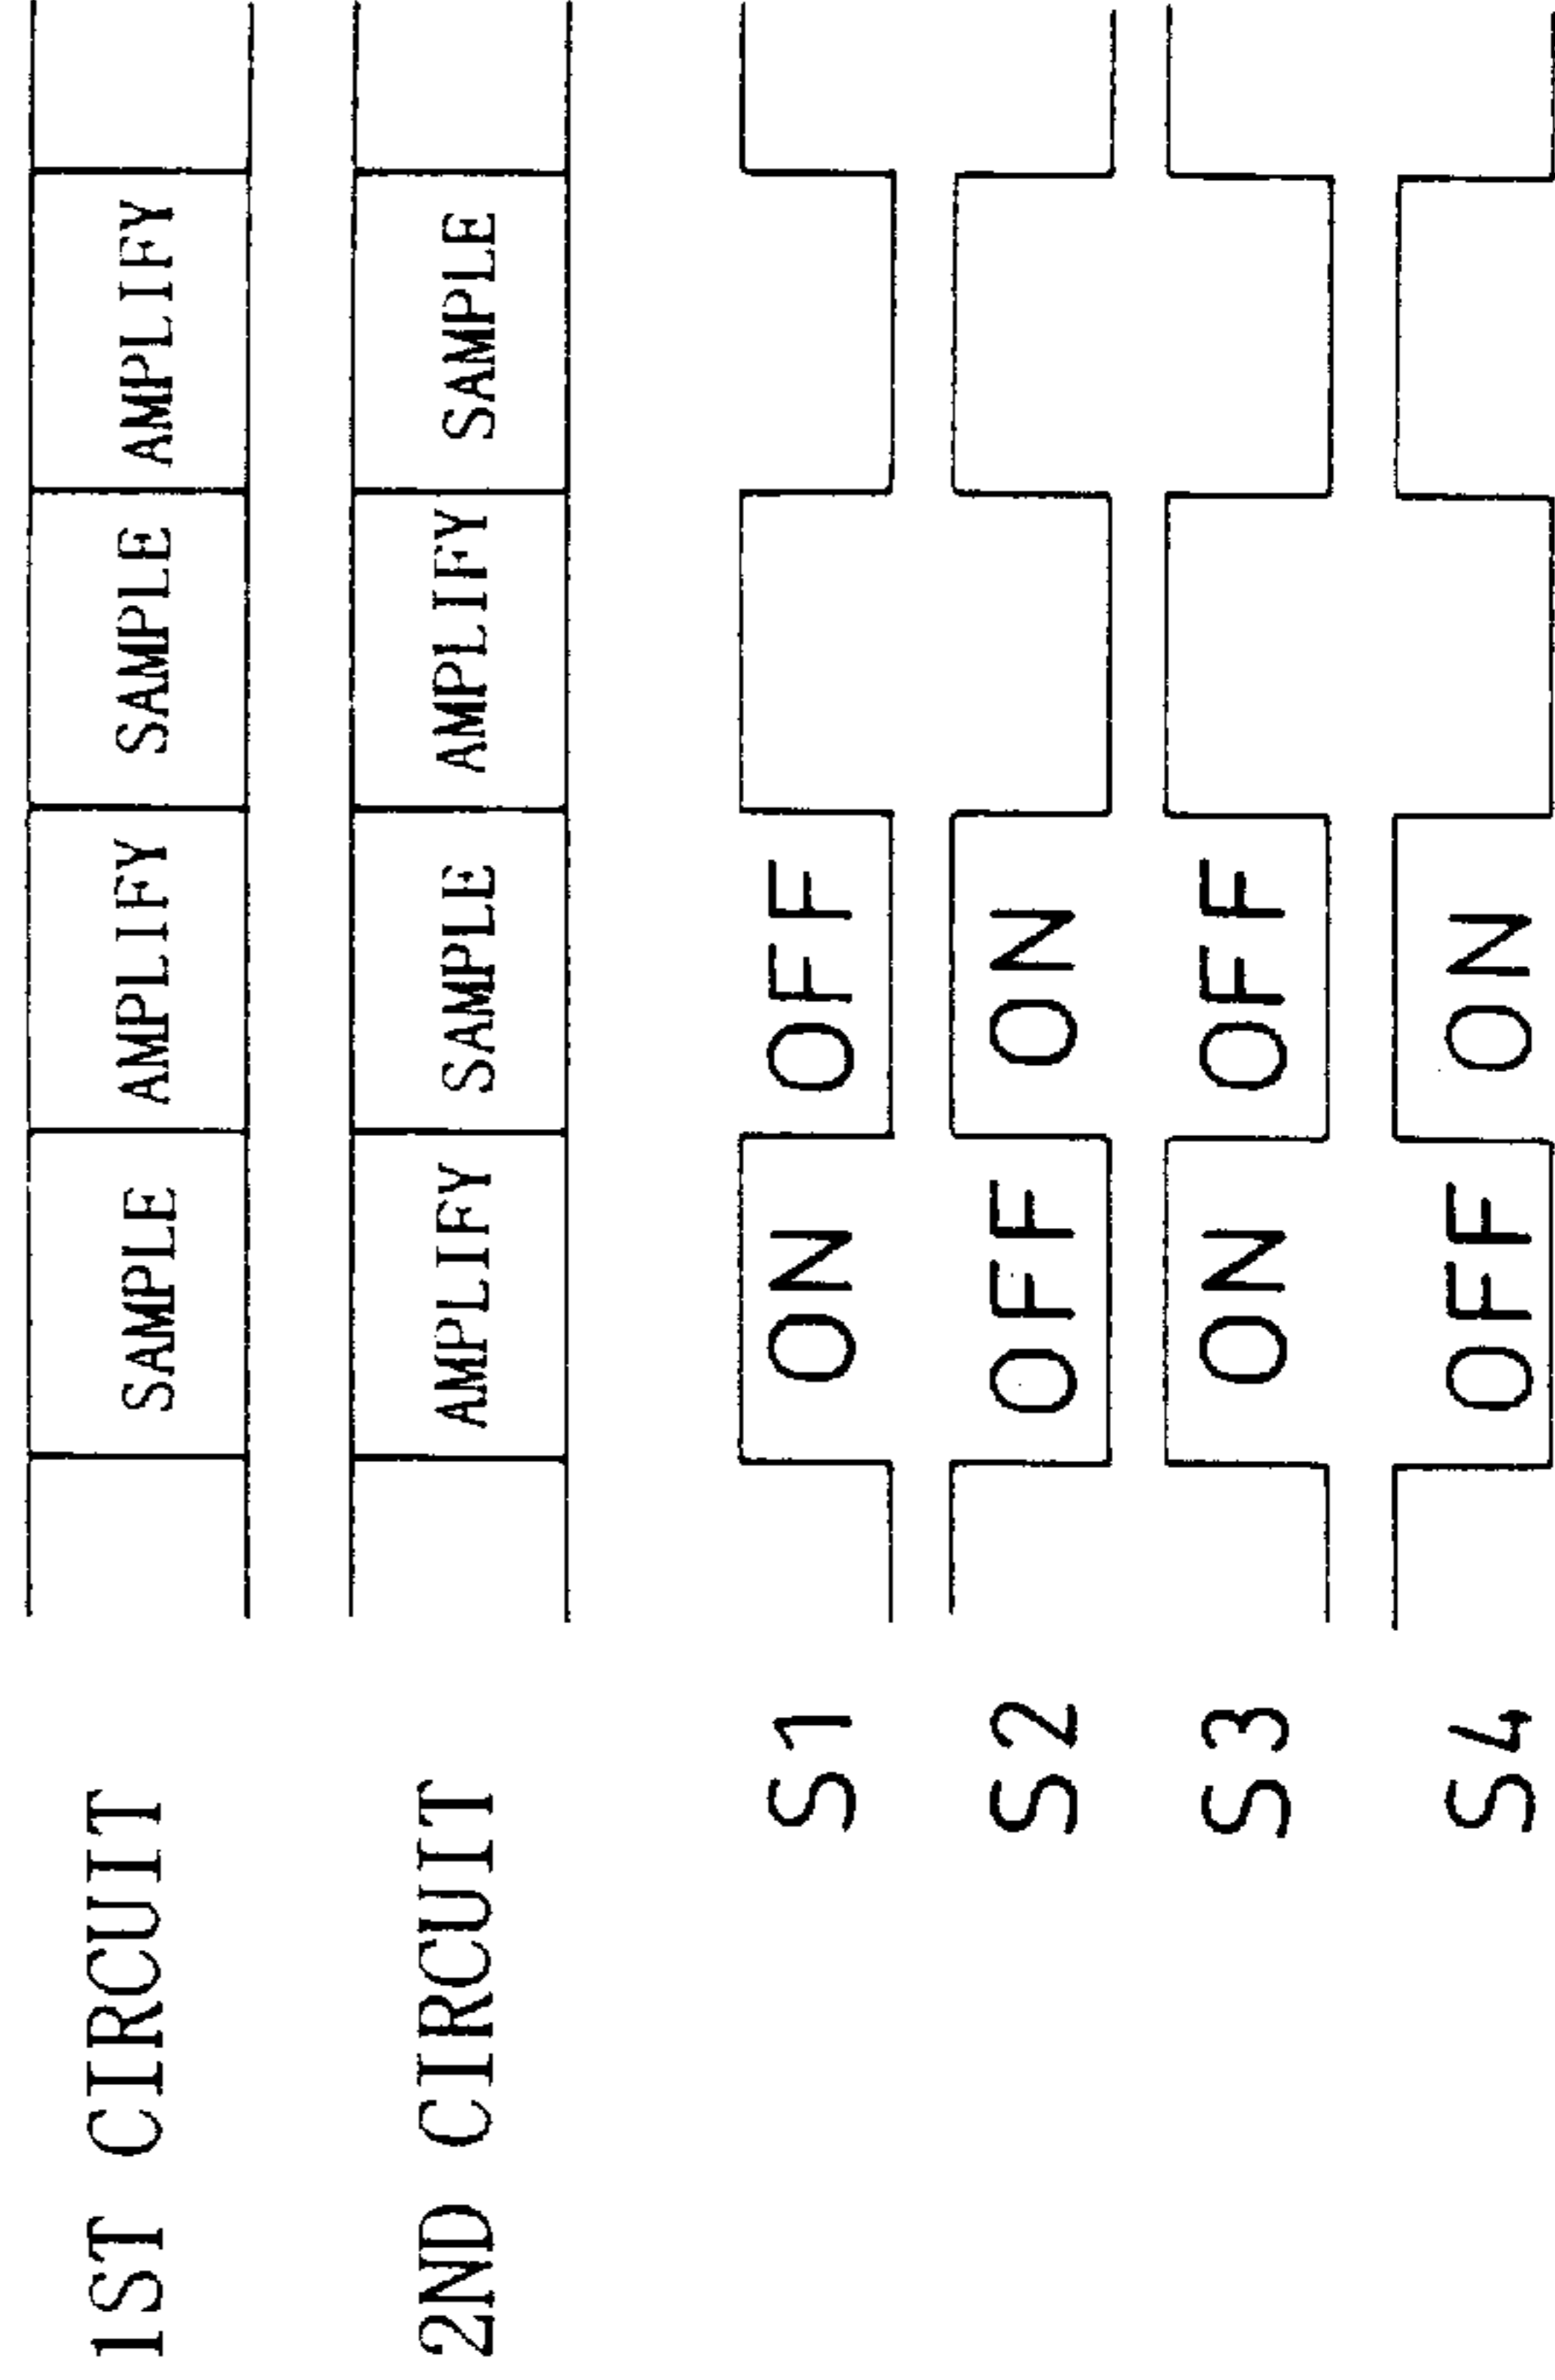 1ST CIRCUIT SAMPLE AMPLIFY SAMPLE AMPLIFY
2ND CIRCUIT AMPLIFY SAMPLE AMPLIFY SAMPLE
S1 ON OFF
S2 OFF ON
S3 ON OFF
S4 OFF ON